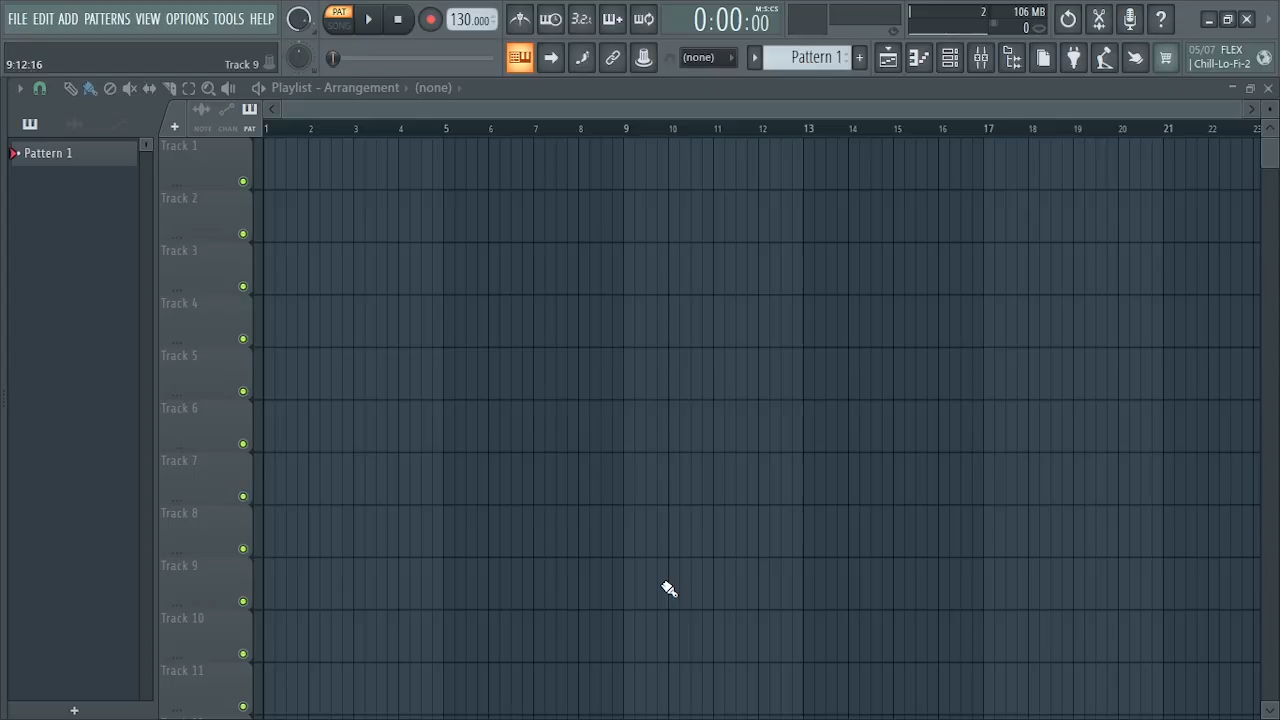 FILE EDIT ADD PATTERNS VIEW OPTIONS TOOLS HELP
PAT
SONG
130.000
3.2
0:00:00
M:S:CS
2
106 MB
0
9:12:16
Track 9
(none)
Pattern 1
+
05/07 FLEX
| Chill-Lo-Fi-2
Playlist - Arrangement › (none) ›
NOTE CHAN PAT
1 2 3 4 5 6 7 8 9 10 11 12 13 14 15 16 17 18 19 20 21 22 23
Pattern 1
Track 1
Track 2
Track 3
Track 4
Track 5
Track 6
Track 7
Track 8
Track 9
Track 10
Track 11